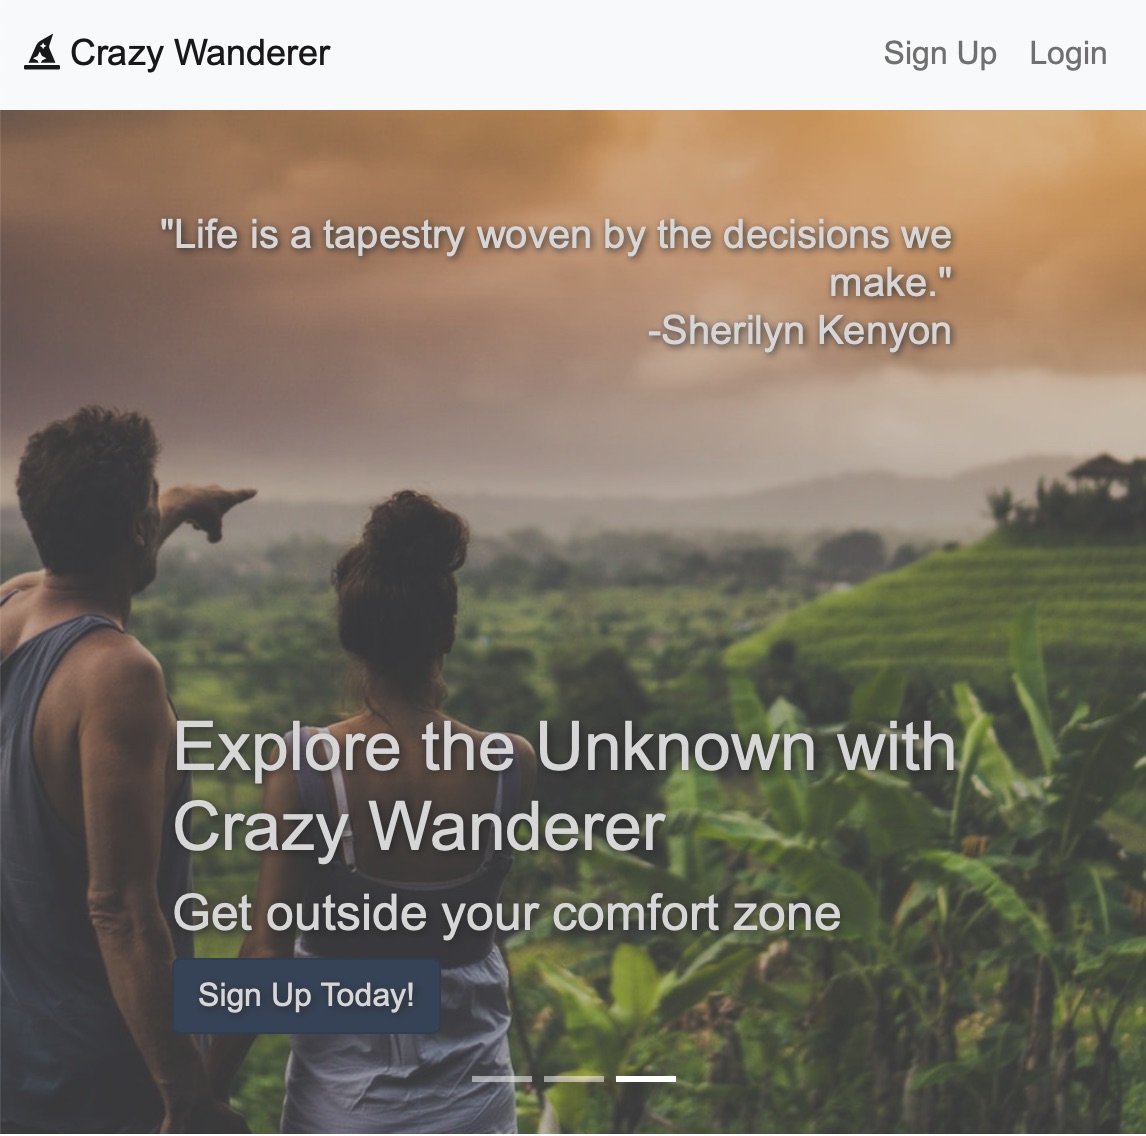 Crazy Wanderer
Sign Up
Login
"Life is a tapestry woven by the decisions we
make."
-Sherilyn Kenyon
Explore the Unknown with
Crazy Wanderer
Get outside your comfort zone
Sign Up Today!